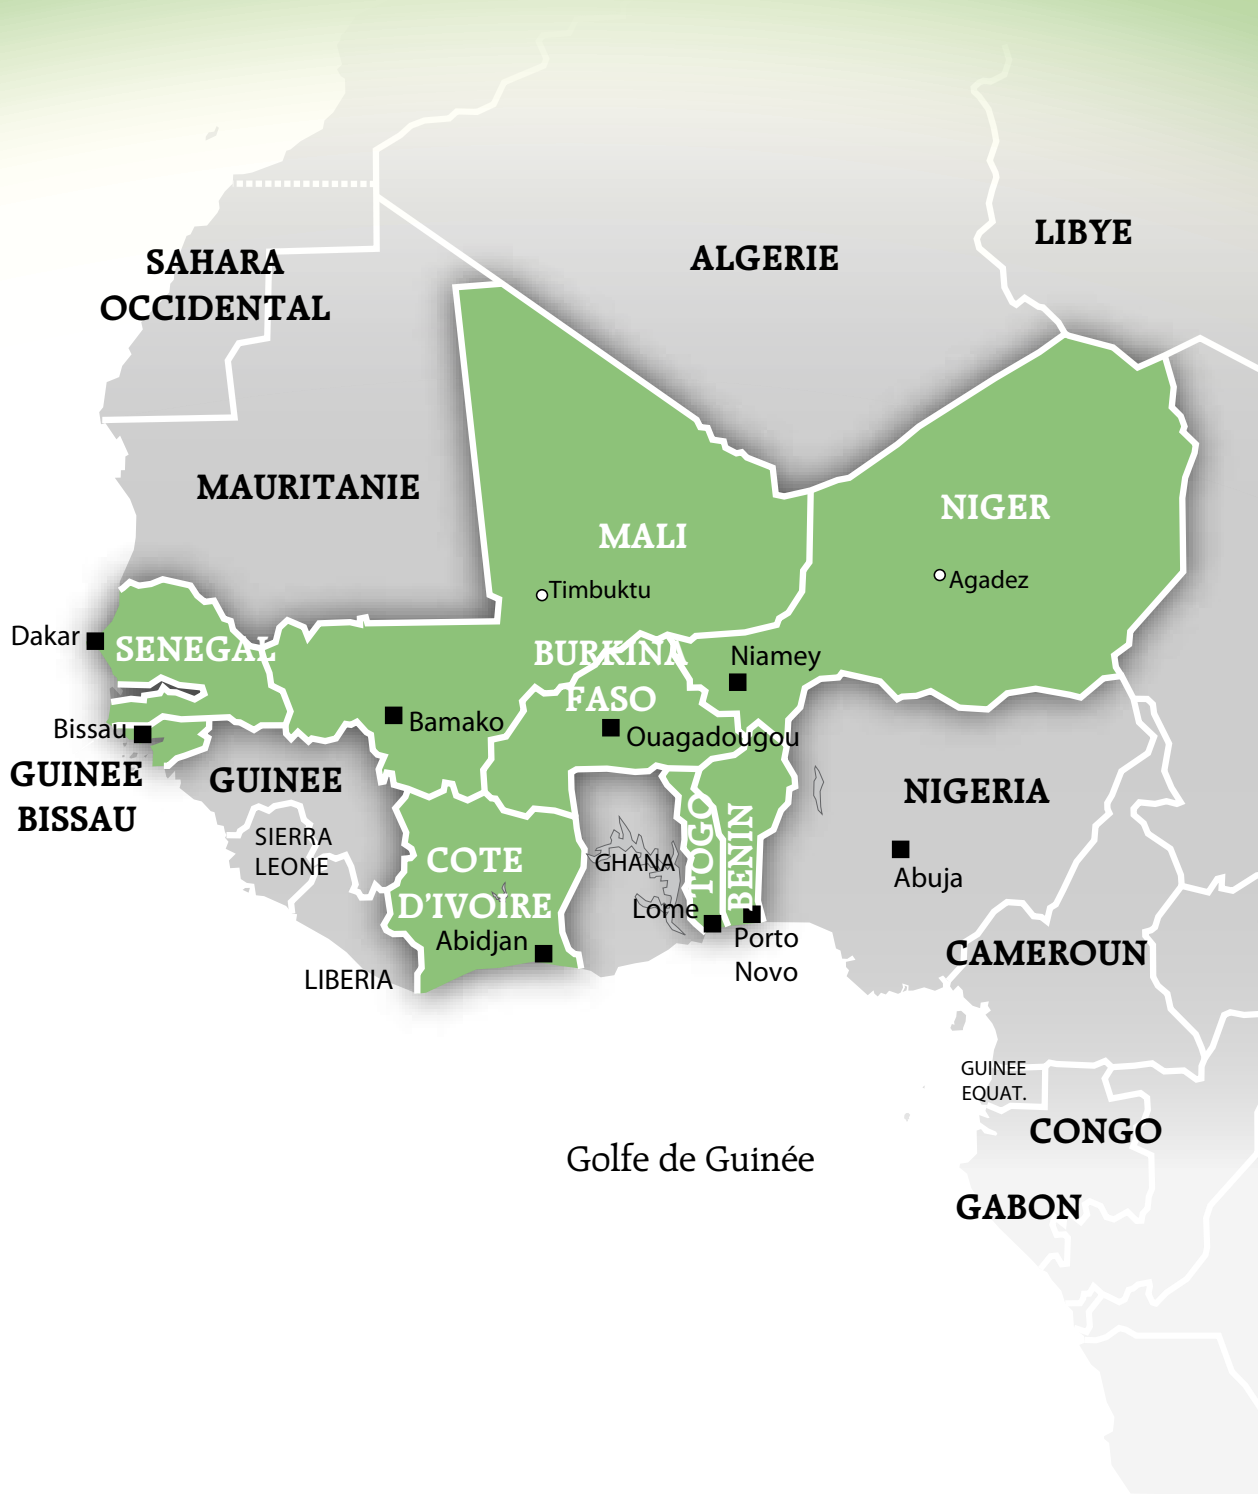 LIBYE
ALGERIE
SAHARA
OCCIDENTAL
MAURITANIE
NIGER
MALI
Agadez
Timbuktu
Dakar
SENEGAL
BURKINA
FASO
Niamey
Bissau
Bamako
Ouagadougou
GUINEE
BISSAU
GUINEE
NIGERIA
SIERRA
LEONE
COTE
D'IVOIRE
GHANA
TOGO
BENIN
Abuja
Lome
Abidjan
Porto
Novo
CAMEROUN
LIBERIA
GUINEE
EQUAT.
CONGO
Golfe de Guinée
GABON